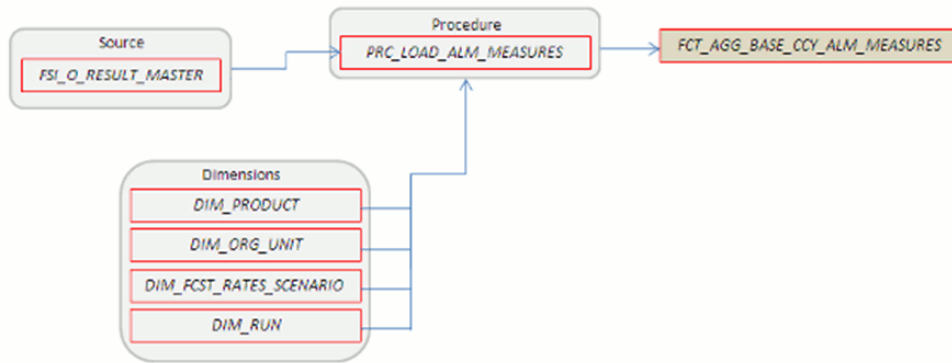 Source
FSI_O_RESULT_MASTER
Procedure
PRC_LOAD_ALM_MEASURES
FCT_AGG_BASE_CCY_ALM_MEASURES
Dimensions
DIM_PRODUCT
DIM_ORG_UNIT
DIM_FCST_RATES_SCENARIO
DIM_RUN